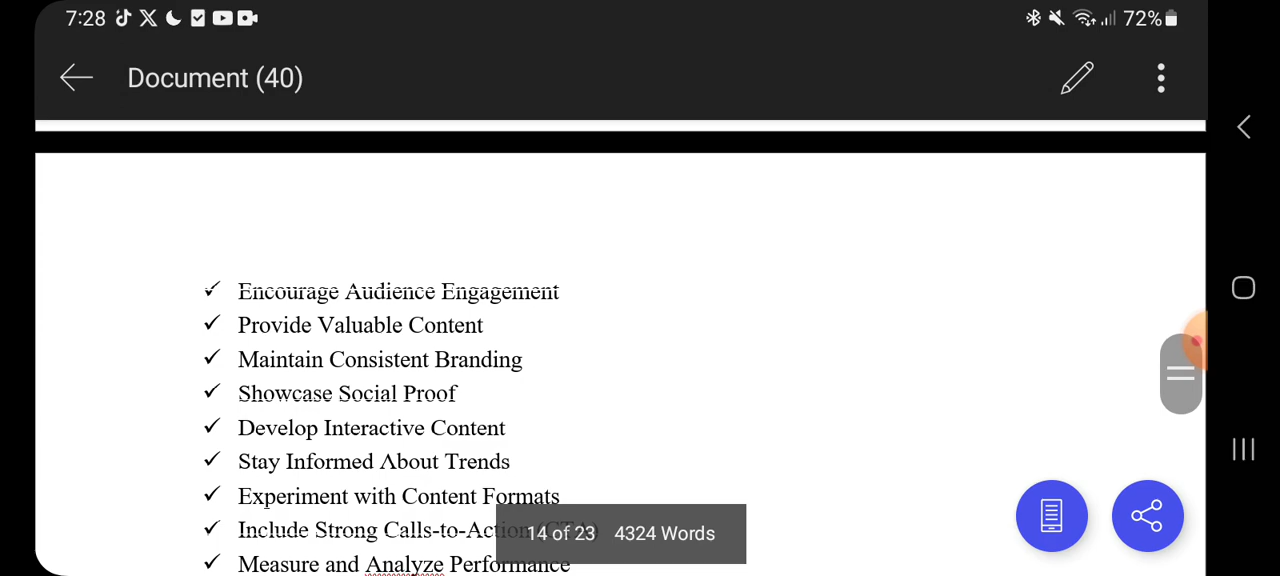 7:28
72%
Document (40)
Encourage Audience Engagement
Provide Valuable Content
Maintain Consistent Branding
Showcase Social Proof
Develop Interactive Content
Stay Informed About Trends
Experiment with Content Formats
Include Strong Calls-to-Action (CTA)
14 of 23 4324 Words
Measure and Analyze Performance